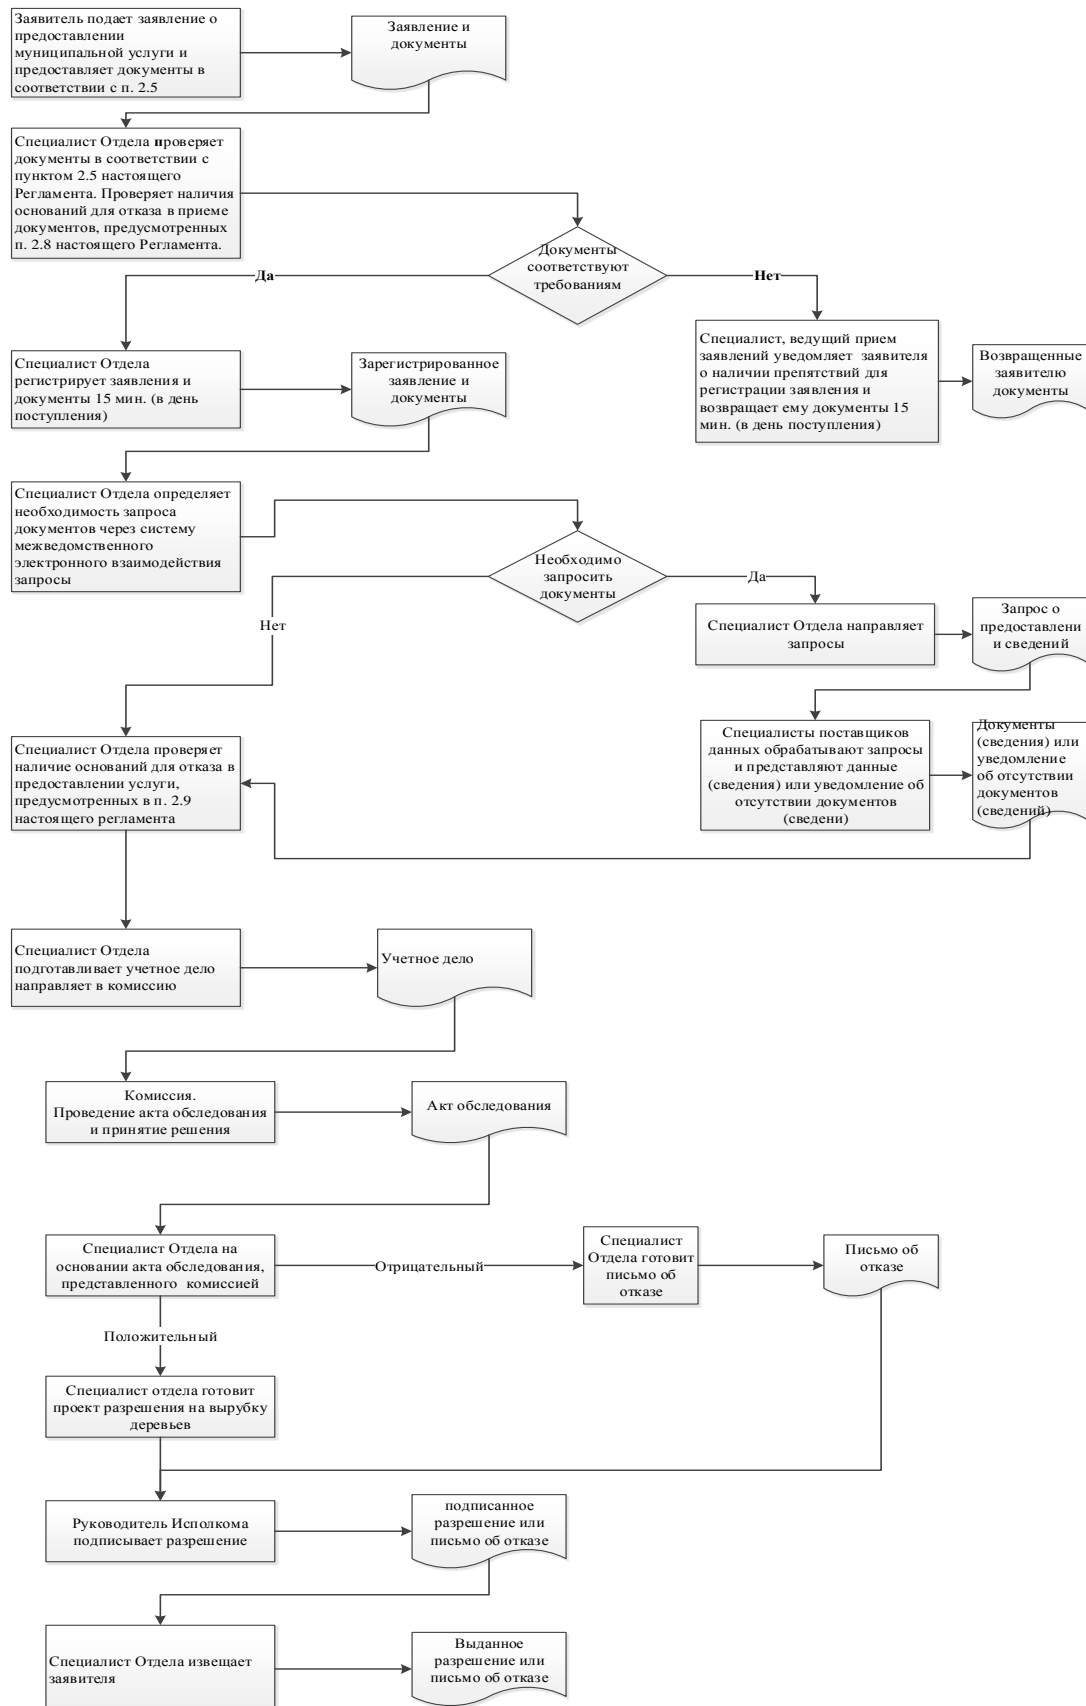 Заявитель подает заявление о
предоставлении
муниципальной услуги и
предоставляет документы в
соответствии с п. 2.5
Заявление и
документы
Специалист Отдела проверяет
документы в соответствии с
пунктом 2.5 настоящего
Регламента. Проверяет наличия
оснований для отказа в приеме
документов, предусмотренных
п. 2.8 настоящего Регламента.
Документы
соответствуют
требованиям
Да
Нет
Специалист Отдела
регистрирует заявления и
документы 15 мин. (в день
поступления)
Зарегистрированное
заявление и
документы
Специалист, ведущий прием
заявлений уведомляет заявителя
о наличии препятствий для
регистрации заявления и
возвращает ему документы 15
мин. (в день поступления)
Возвращенные
заявителю
документы
Специалист Отдела определяет
необходимость запроса
документов через систему
межведомственного
электронного взаимодействия
запросы
Необходимо
запросить
документы
Да
Нет
Специалист Отдела направляет
запросы
Запрос о
предоставлени
и сведений
Специалист Отдела проверяет
наличие оснований для отказа в
предоставлении услуги,
предусмотренных в п. 2.9
настоящего регламента
Специалисты поставщиков
данных обрабатывают запросы
и представляют данные
(сведения) или уведомление об
отсутствии документов
(сведени)
Документы
(сведения) или
уведомление
об отсутствии
документов
(сведений)
Специалист Отдела
подготавливает учетное дело
направляет в комиссию
Учетное дело
Комиссия.
Проведение акта обследования
и принятие решения
Акт обследования
Специалист Отдела на
основании акта обследования,
представленного комиссией
Отрицательный
Специалист
Отдела готовит
письмо об
отказе
Письмо об
отказе
Положительный
Специалист отдела готовит
проект разрешения на вырубку
деревьев
Руководитель Исполкома
подписывает разрешение
подписанное
разрешение или
письмо об отказе
Специалист Отдела извещает
заявителя
Выданное
разрешение или
письмо об отказе